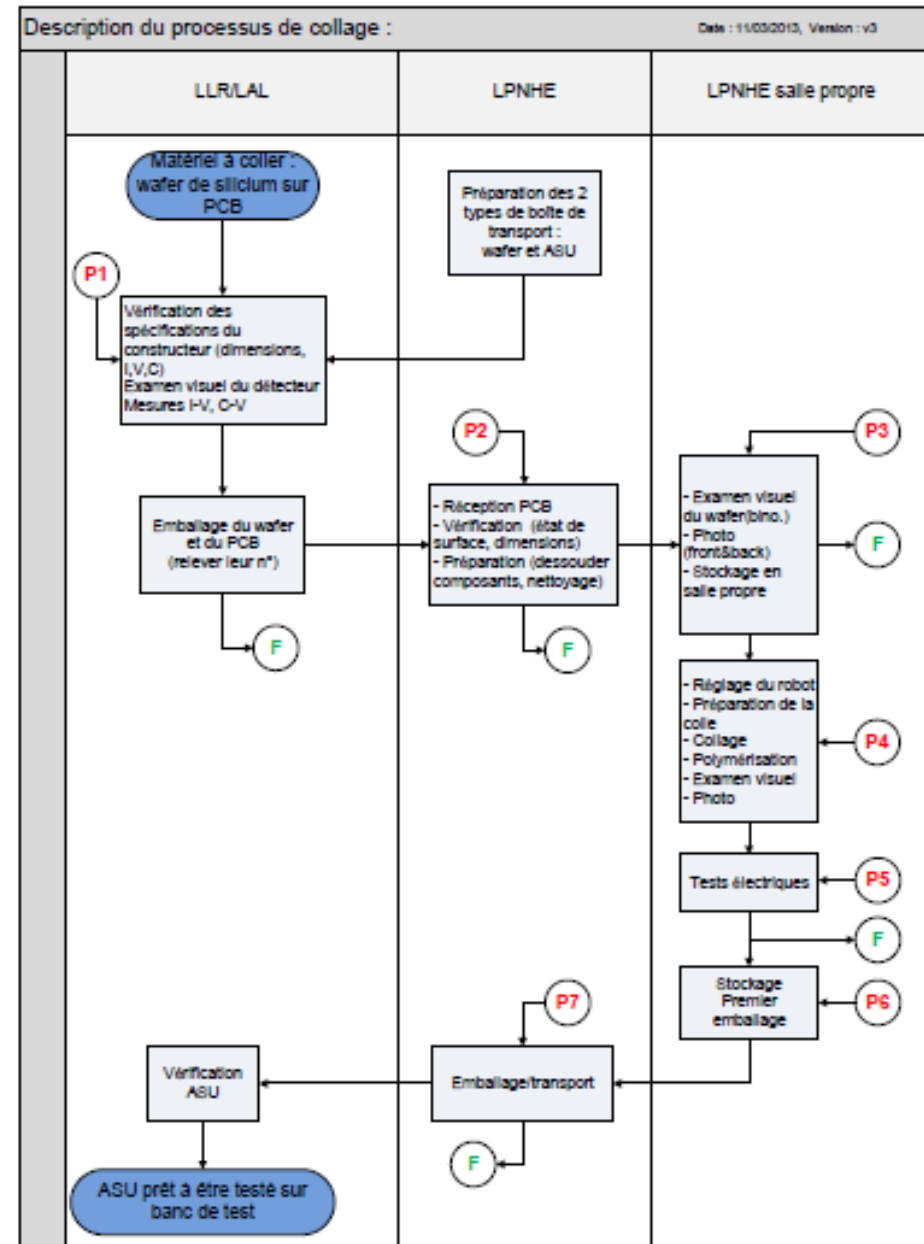 Description du processus de collage :
Date : 11/03/2013, Version : v3
LLR/LAL
LPNHE
LPNHE salle propre
Matériel à coller :
wafer de silicium sur
PCB
Préparation des 2
types de boîte de
transport :
wafer et ASU
P1
Vérification des
spécifications du
constructeur (dimensions,
I,V,C)
Examen visuel du détecteur
Mesures I-V, C-V
P2
P3
Emballage du wafer
et du PCB
(relever leur n°)
- Réception PCB
- Vérification (état de
surface, dimensions)
- Préparation (dessouder
composants, nettoyage)
- Examen visuel
du wafer(bino.)
- Photo
(front&back)
- Stockage en
salle propre
F
F
F
- Réglage du robot
- Préparation de la
colle
- Collage
- Polymérisation
- Examen visuel
- Photo
P4
Tests électriques
P5
F
Stockage
Premier
emballage
P6
P7
Vérification
ASU
Emballage/transport
F
ASU prêt à être testé sur
banc de test